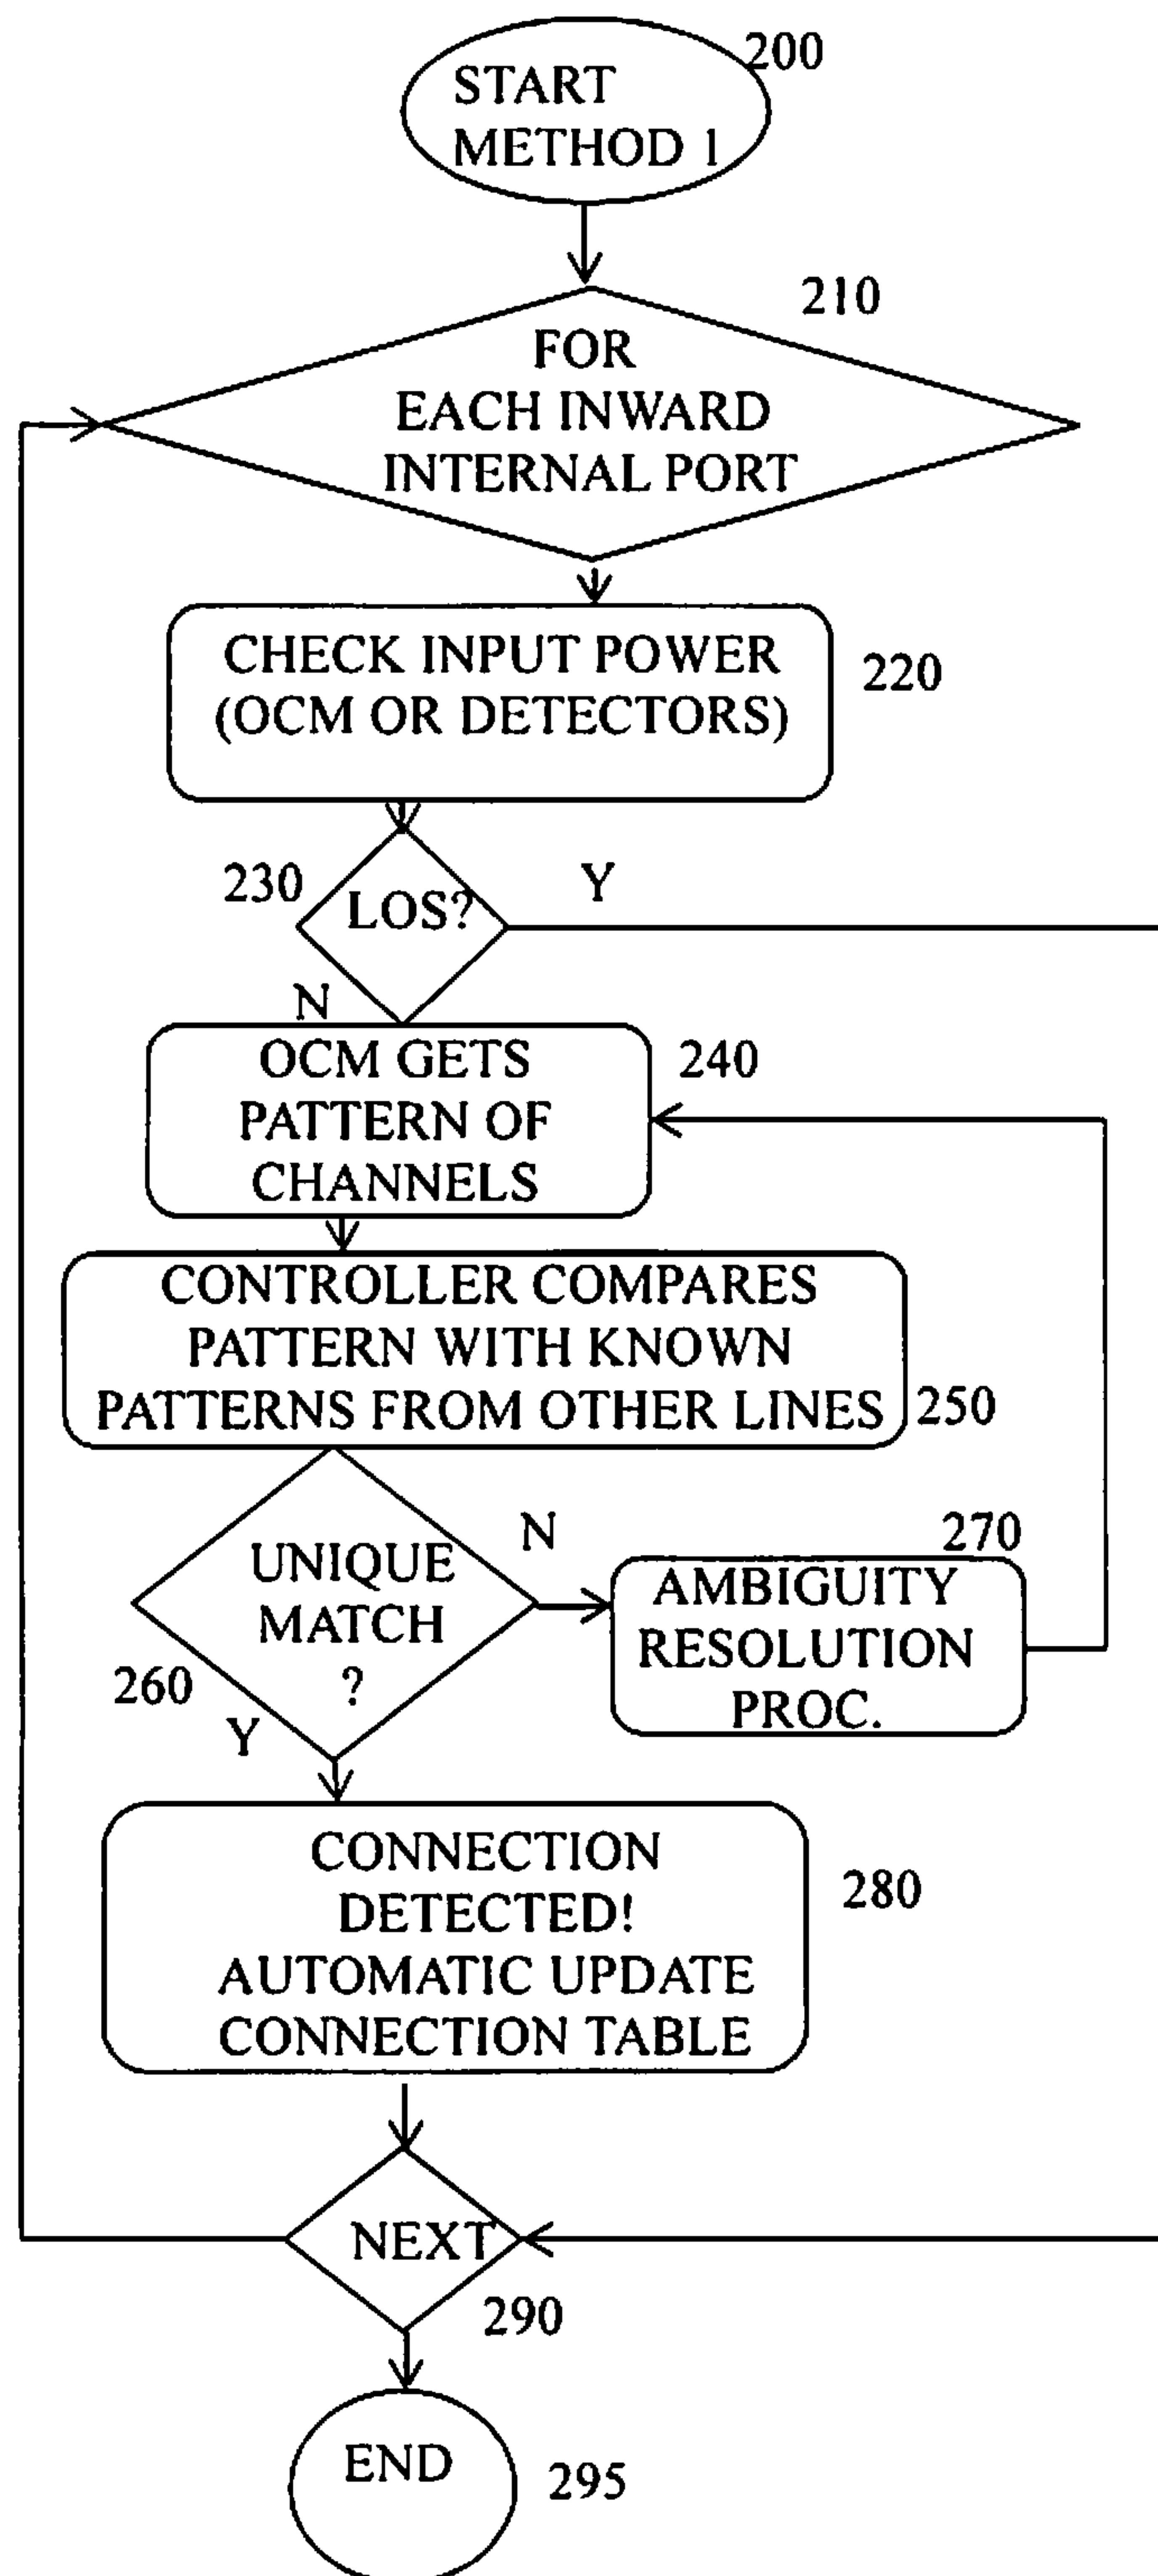 200
START
METHOD 1
210
FOR
EACH INWARD
INTERNAL PORT
CHECK INPUT POWER
(OCM OR DETECTORS)
220
230
LOS?
Y
N
OCM GETS
PATTERN OF
CHANNELS
240
CONTROLLER COMPARES
PATTERN WITH KNOWN
PATTERNS FROM OTHER LINES
250
UNIQUE
MATCH
?
260
N
Y
270
AMBIGUITY
RESOLUTION
PROC.
CONNECTION
DETECTED!
AUTOMATIC UPDATE
CONNECTION TABLE
280
NEXT
290
END
295